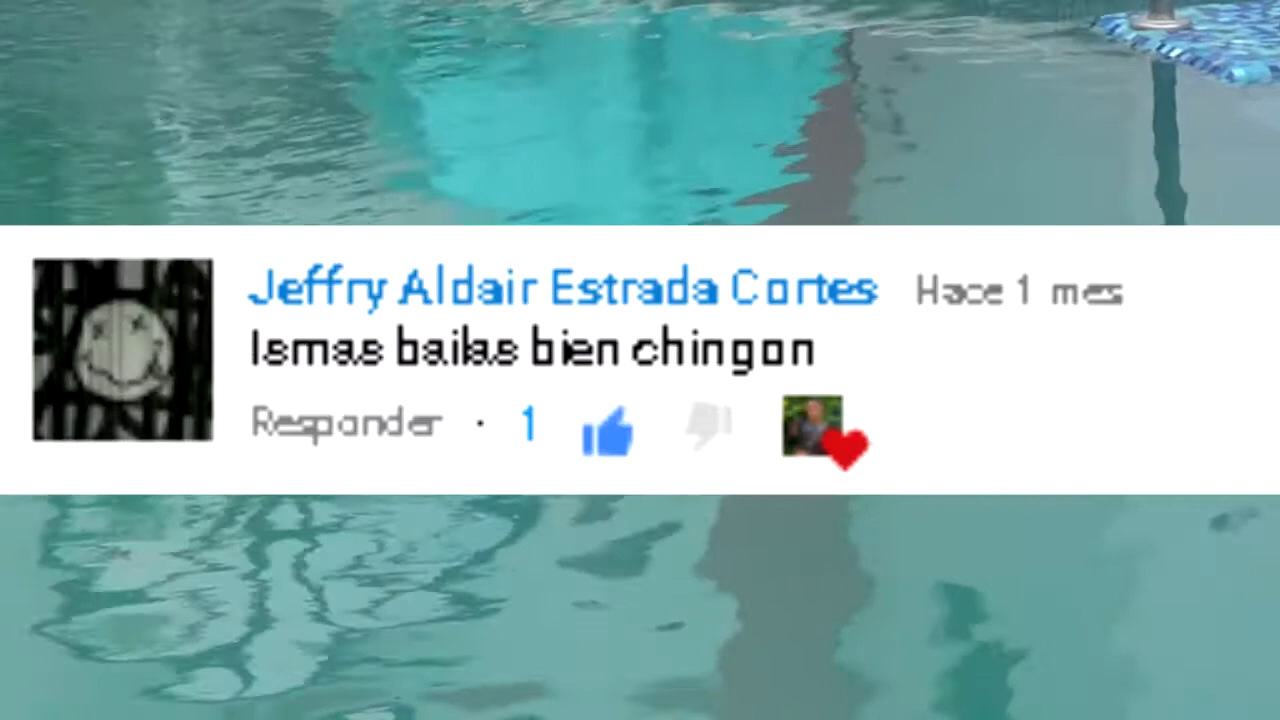 Jeffry Aldair Estrada Cortes Hace 1 mes
Ismas bailas bien chingon
Responder · 1